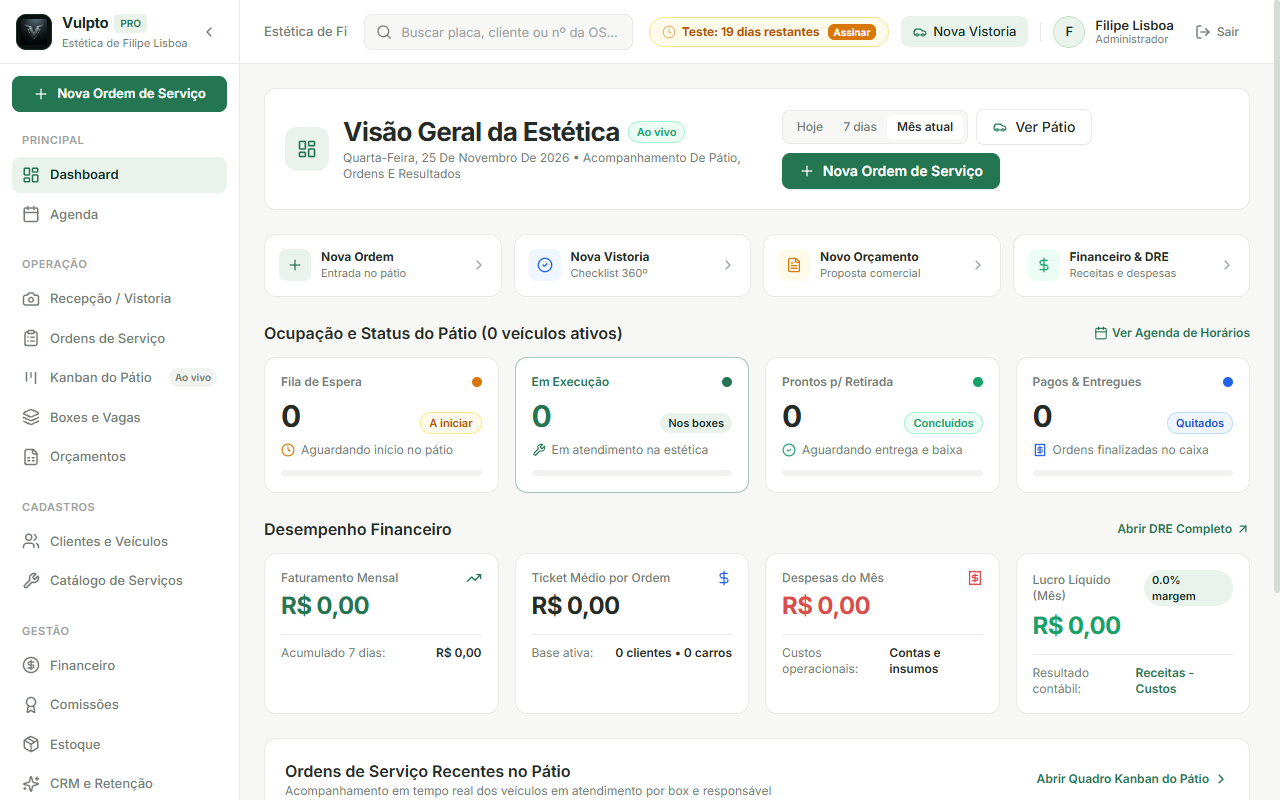 Vulpto PRO
Estética de Filipe Lisboa
Estética de Fi
Buscar placa, cliente ou nº da OS...
Teste: 19 dias restantes Assinar
Nova Vistoria
F
Filipe Lisboa
Administrador
Sair
Nova Ordem de Serviço
PRINCIPAL
Dashboard
Agenda
OPERAÇÃO
Recepção / Vistoria
Ordens de Serviço
Kanban do Pátio Ao vivo
Boxes e Vagas
Orçamentos
CADASTROS
Clientes e Veículos
Catálogo de Serviços
GESTÃO
Financeiro
Comissões
Estoque
CRM e Retenção
Visão Geral da Estética Ao vivo
Quarta-Feira, 25 De Novembro De 2026 • Acompanhamento De Pátio,
Ordens E Resultados
Hoje 7 dias Mês atual
Ver Pátio
Nova Ordem de Serviço
Nova Ordem
Entrada no pátio
Nova Vistoria
Checklist 360º
Novo Orçamento
Proposta comercial
Financeiro & DRE
Receitas e despesas
Ocupação e Status do Pátio (0 veículos ativos)
Ver Agenda de Horários
Fila de Espera
0
A iniciar
Aguardando início no pátio
Em Execução
0
Nos boxes
Em atendimento na estética
Prontos p/ Retirada
0
Concluídos
Aguardando entrega e baixa
Pagos & Entregues
0
Quitados
Ordens finalizadas no caixa
Desempenho Financeiro
Abrir DRE Completo
Faturamento Mensal
R$ 0,00
Acumulado 7 dias: R$ 0,00
Ticket Médio por Ordem
R$ 0,00
Base ativa: 0 clientes • 0 carros
Despesas do Mês
R$ 0,00
Custos operacionais:
Contas e insumos
Lucro Líquido (Mês)
0.0% margem
R$ 0,00
Resultado contábil:
Receitas - Custos
Ordens de Serviço Recentes no Pátio
Acompanhamento em tempo real dos veículos em atendimento por box e responsável
Abrir Quadro Kanban do Pátio